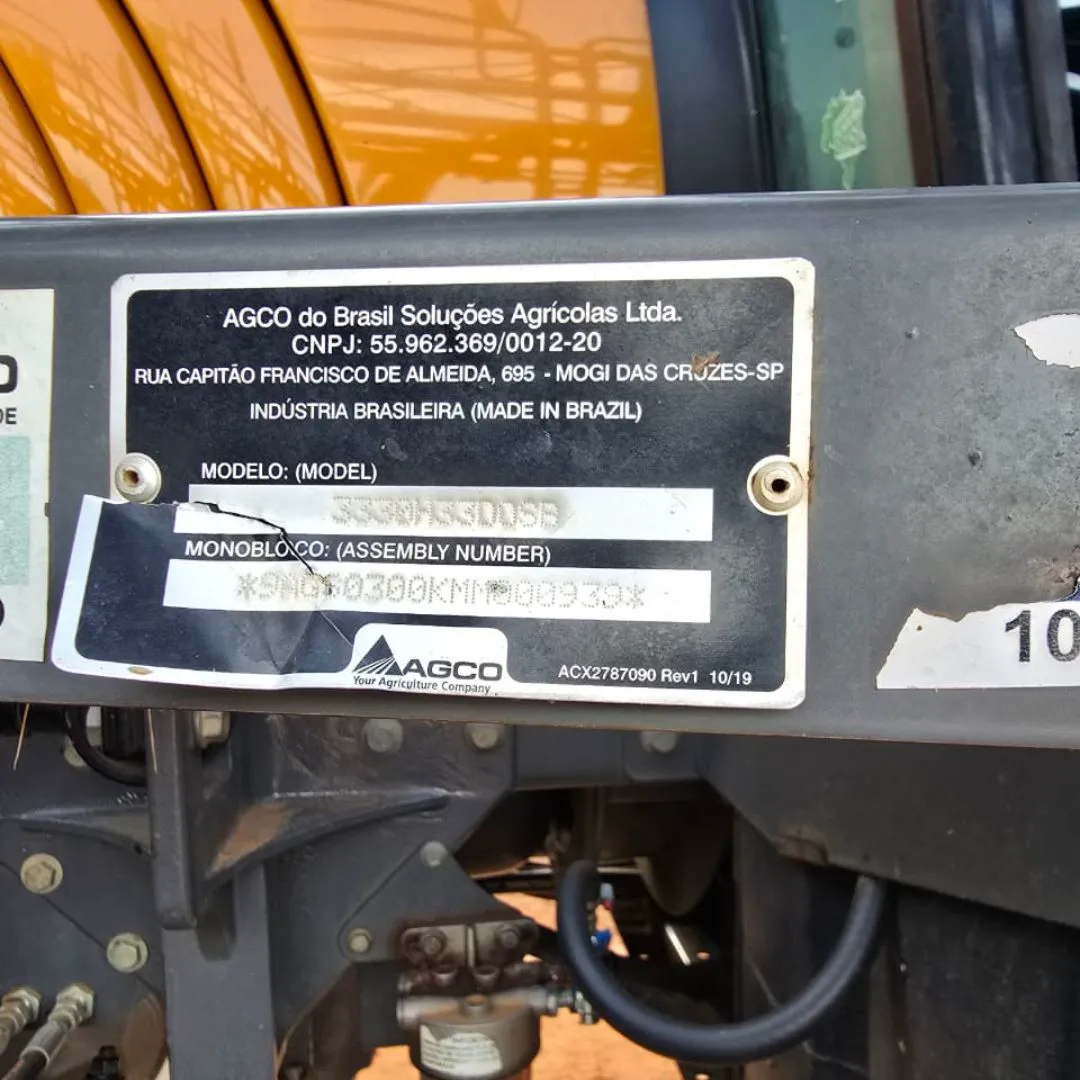 AGCO do Brasil Soluções Agrícolas Ltda.
CNPJ: 55.962.369/0012-20
RUA CAPITÃO FRANCISCO DE ALMEIDA, 695 - MOGI DAS CRUZES-SP
INDÚSTRIA BRASILEIRA (MADE IN BRAZIL)
MODELO: (MODEL)
MONOBLOCO: (ASSEMBLY NUMBER)
AGCO
Your Agriculture Company
ACX2787090 Rev1 10/19
DE
10